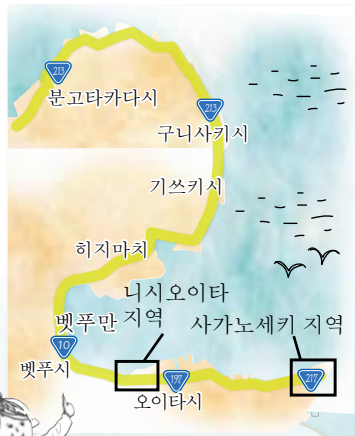 213
분고타카다시
213
구니사키시
기쓰키시
히지마치
니시오이타
지역
사가노세키 지역
벳푸만
10
벳푸시
197
217
오이타시